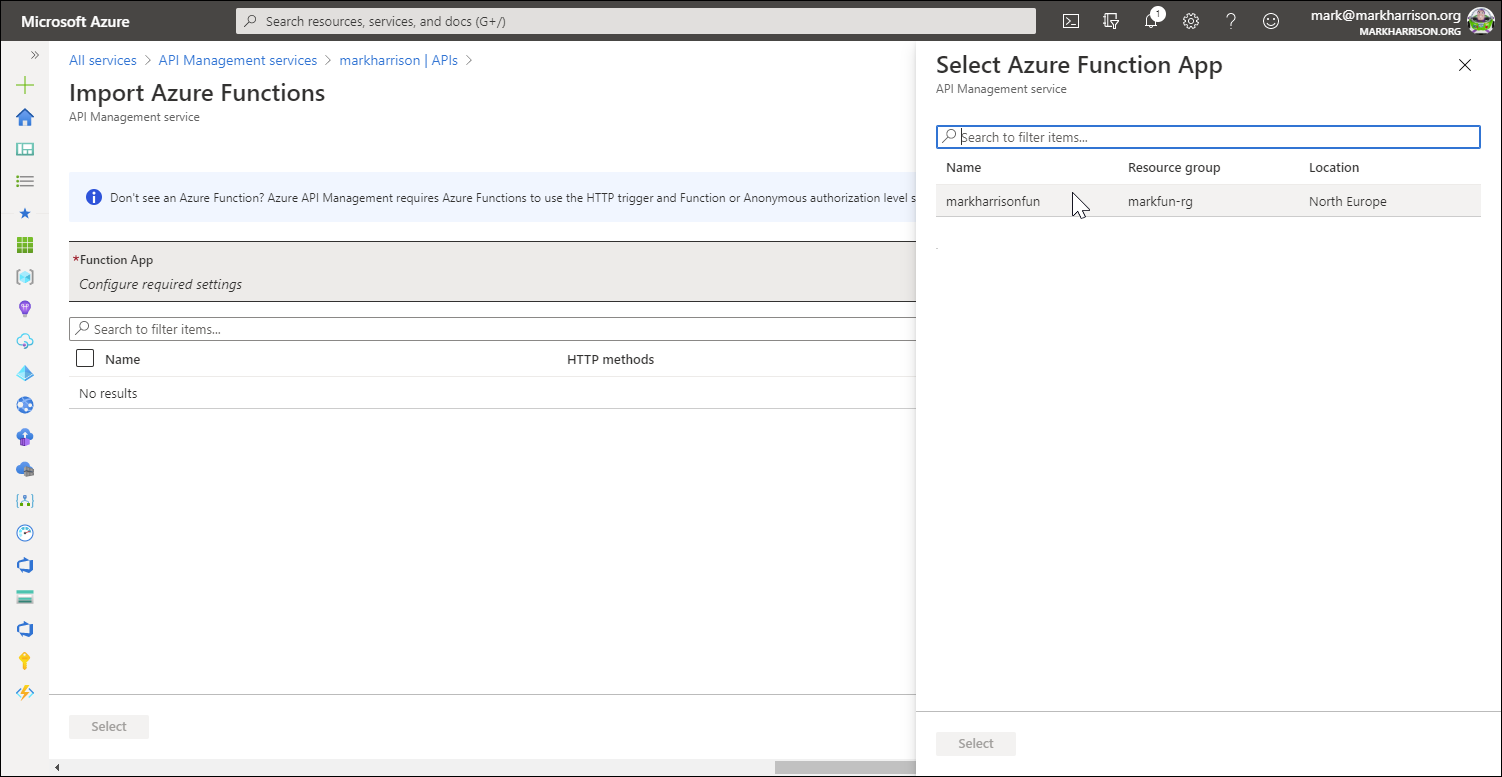 Microsoft Azure
Search resources, services, and docs (G+/)
1
mark@markharrison.org
MARKHARRISON.ORG
All services > API Management services > markharrison | APIs >
Import Azure Functions
API Management service
Don't see an Azure Function? Azure API Management requires Azure Functions to use the HTTP trigger and Function or Anonymous authorization level s
*Function App
Configure required settings
Search to filter items...
Name HTTP methods
No results
Select
Select Azure Function App
API Management service
Search to filter items...
Name Resource group Location
markharrisonfun markfun-rg North Europe
Select